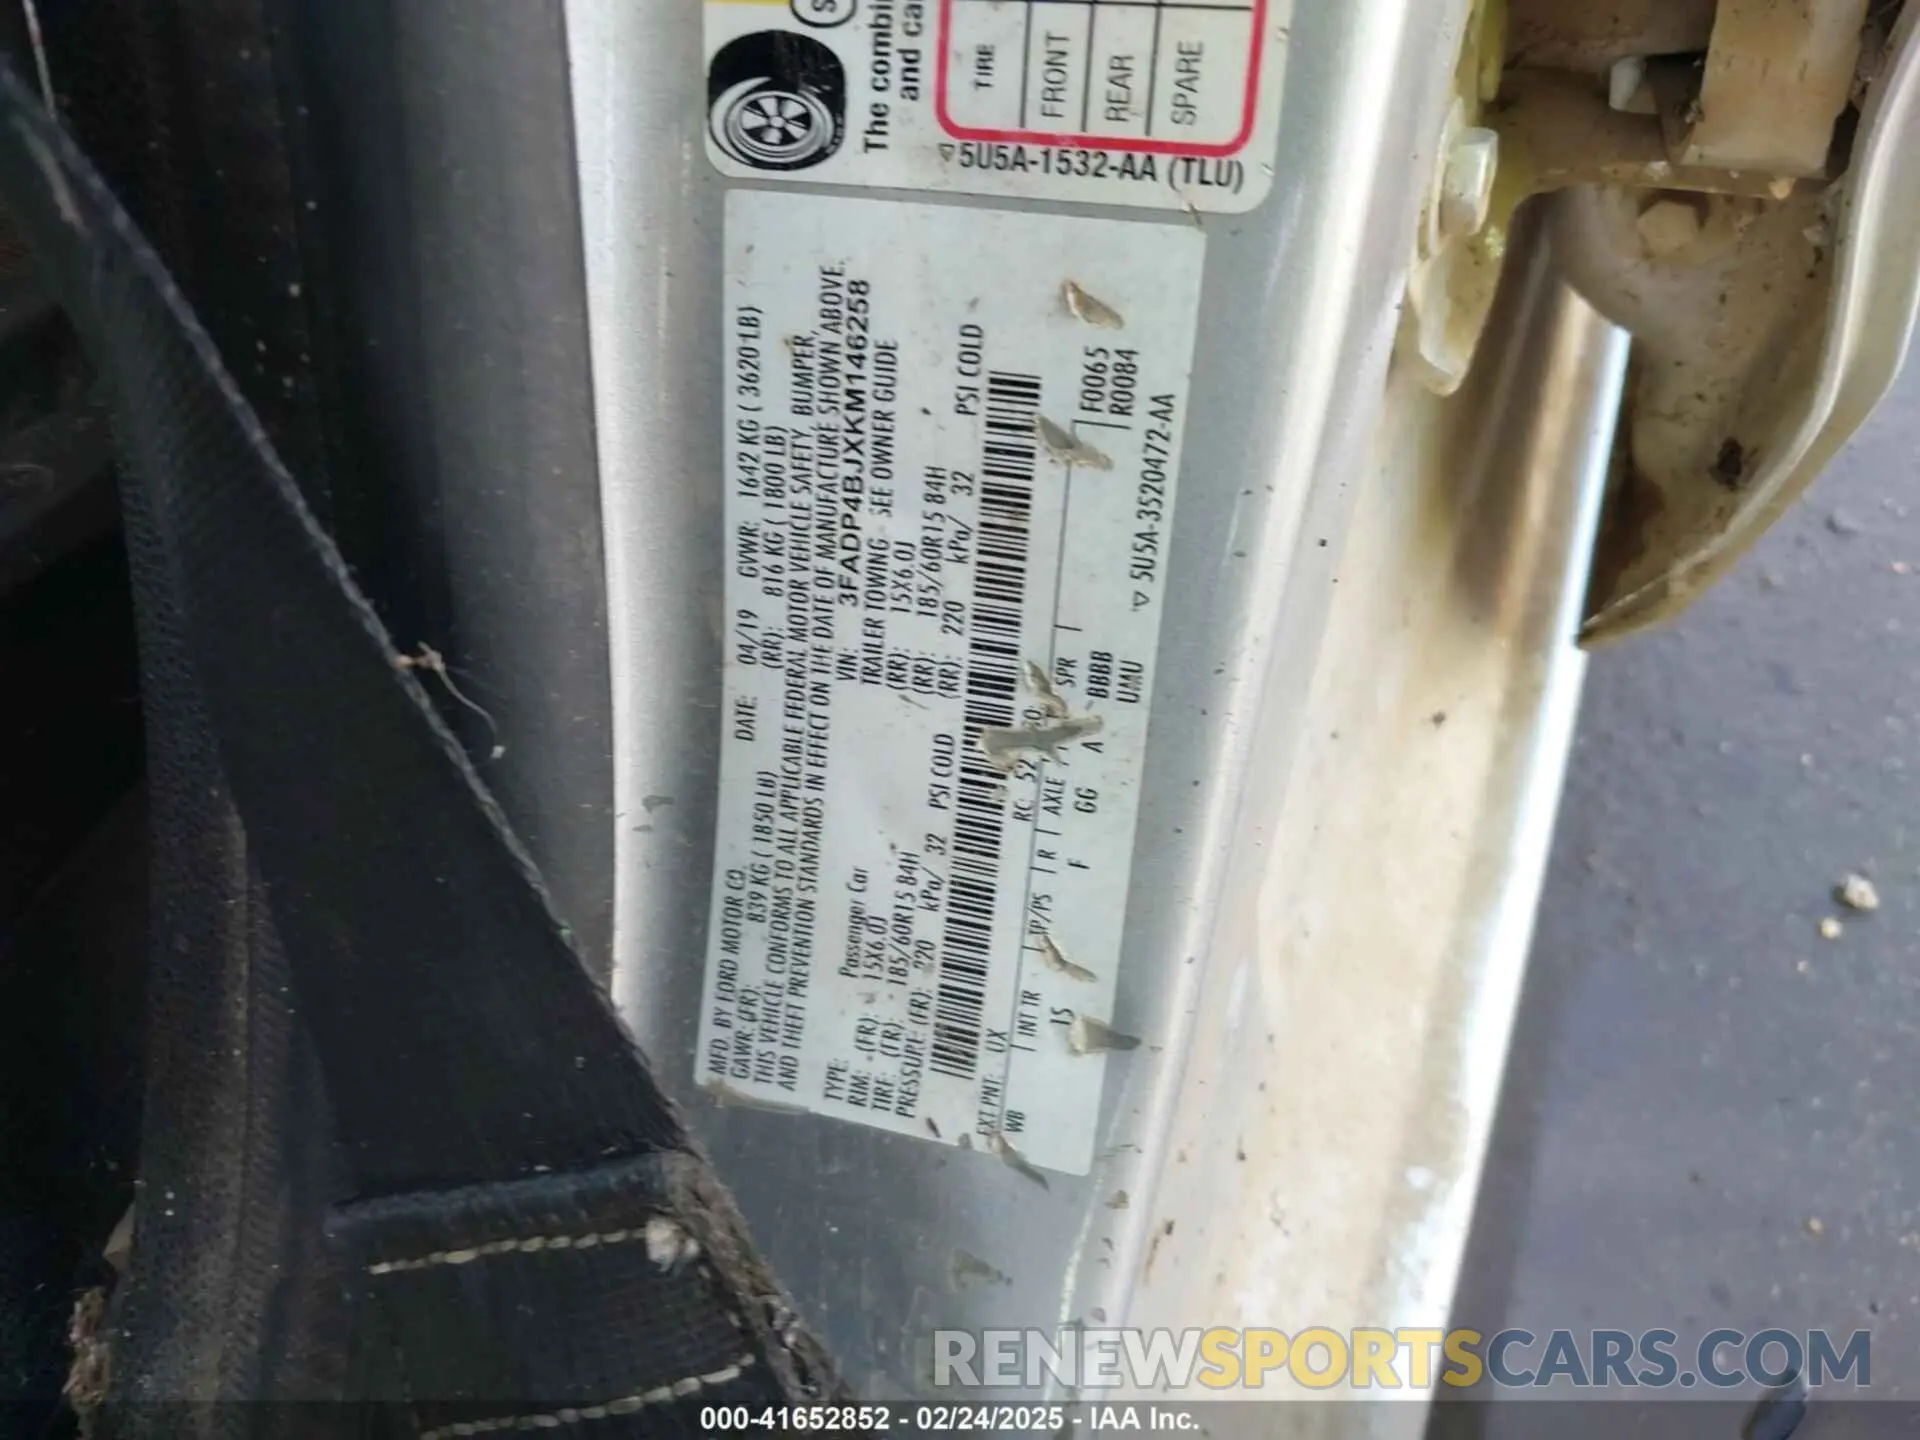 The combi
and ca
TIRE
FRONT
REAR
SPARE
▽5U5A-1532-AA (TLU)
MFD. BY FORD MOTOR CO. DATE: 04/19 GVWR: 1642 KG ( 3620 LB)
GAWR: (FR): 839 KG ( 1850 LB) (RR): 816 KG ( 1800 LB)
THIS VEHICLE CONFORMS TO ALL APPLICABLE FEDERAL MOTOR VEHICLE SAFETY, BUMPER,
AND THEFT PREVENTION STANDARDS IN EFFECT ON THE DATE OF MANUFACTURE SHOWN ABOVE.
VIN: 3FADP4BJXKM146258
TYPE: Passenger Car TRAILER TOWING - SEE OWNER GUIDE
RIM: (FR): 15X6.0J (RR): 15X6.0J
TIRE: (FR): 185/60R15 84H (RR): 185/60R15 84H
PRESSURE: (FR): 220 kPa/ 32 PSI COLD (RR): 220 kPa/ 32 PSI COLD
EXT PNT: UX RC: 52
WB INT TR TP/PS R AXLE SPR F0065
15 F GG A BBBB R0084
UMU
▽ 5U5A-3520472-AA
RENEWSPORTSCARS.COM
000-41652852 - 02/24/2025 - IAA Inc.